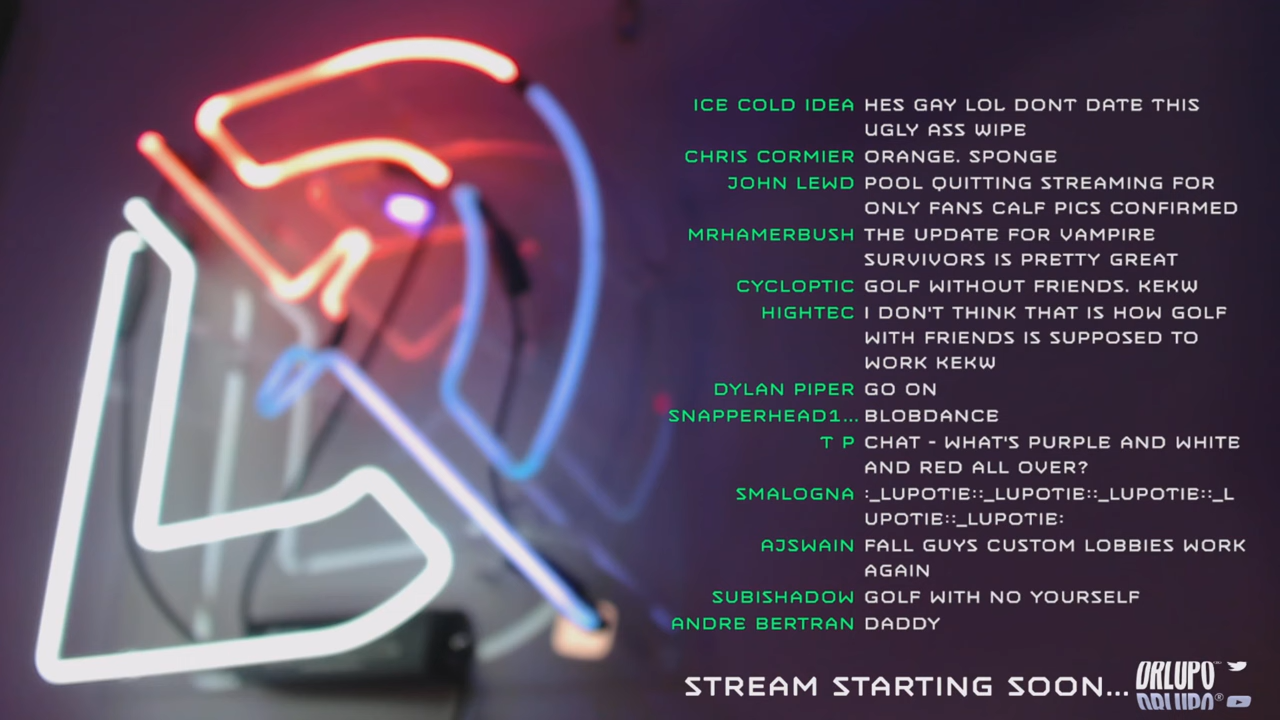 ICE COLD IDEA HES GAY LOL DONT DATE THIS
UGLY ASS WIPE
CHRIS CORMIER ORANGE. SPONGE
JOHN LEWD POOL QUITTING STREAMING FOR
ONLY FANS CALF PICS CONFIRMED
MRHAMERBUSH THE UPDATE FOR VAMPIRE
SURVIVORS IS PRETTY GREAT
CYCLOPTIC GOLF WITHOUT FRIENDS. KEKW
HIGHTEC I DON'T THINK THAT IS HOW GOLF
WITH FRIENDS IS SUPPOSED TO
WORK KEKW
DYLAN PIPER GO ON
SNAPPERHEAD1... BLOBDANCE
T P CHAT - WHAT'S PURPLE AND WHITE
AND RED ALL OVER?
SMALOGNA :_LUPOTIE::_LUPOTIE::_LUPOTIE::_L
UPOTIE::_LUPOTIE:
AJSWAIN FALL GUYS CUSTOM LOBBIES WORK
AGAIN
SUBISHADOW GOLF WITH NO YOURSELF
ANDRE BERTRAN DADDY
STREAM STARTING SOON... DRLUPO